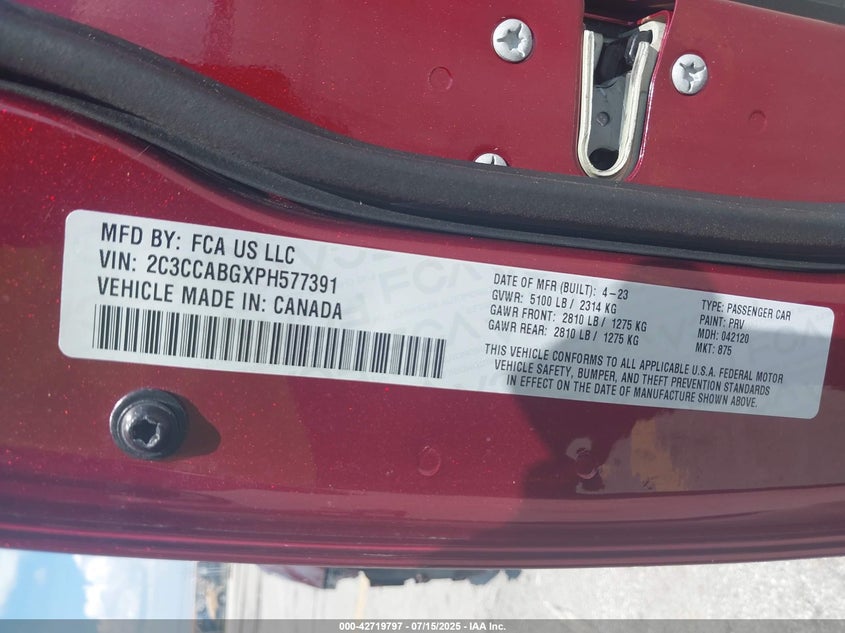 MFD BY: FCA US LLC
VIN: 2C3CCABGXPH577391
VEHICLE MADE IN: CANADA
DATE OF MFR (BUILT): 4-23
GVWR: 5100 LB / 2314 KG
GAWR FRONT: 2810 LB / 1275 KG
GAWR REAR: 2810 LB / 1275 KG
TYPE: PASSENGER CAR
PAINT: PRV
MDH: 042120
MKT: 875
THIS VEHICLE CONFORMS TO ALL APPLICABLE U.S.A. FEDERAL MOTOR
VEHICLE SAFETY, BUMPER, AND THEFT PREVENTION STANDARDS
IN EFFECT ON THE DATE OF MANUFACTURE SHOWN ABOVE.
000-42719797 - 07/15/2025 - IAA Inc.